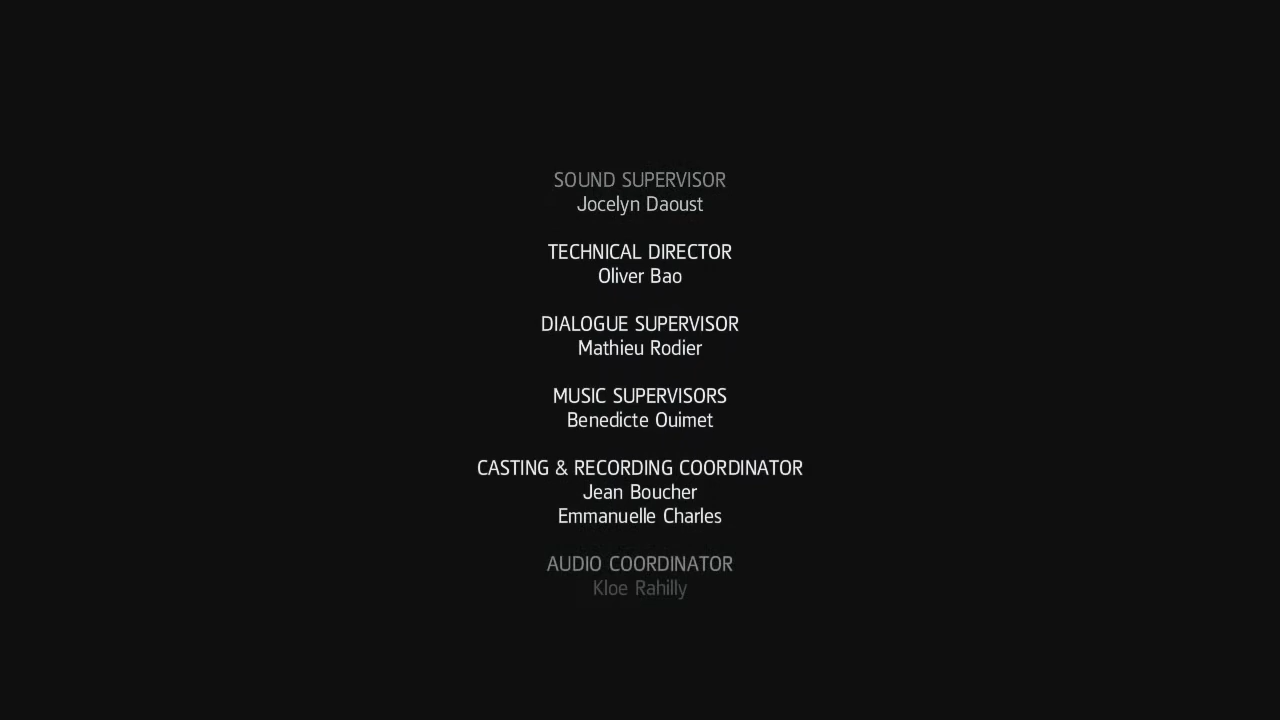 SOUND SUPERVISOR
Jocelyn Daoust
TECHNICAL DIRECTOR
Oliver Bao
DIALOGUE SUPERVISOR
Mathieu Rodier
MUSIC SUPERVISORS
Benedicte Ouimet
CASTING & RECORDING COORDINATOR
Jean Boucher
Emmanuelle Charles
AUDIO COORDINATOR
Kloe Rahilly